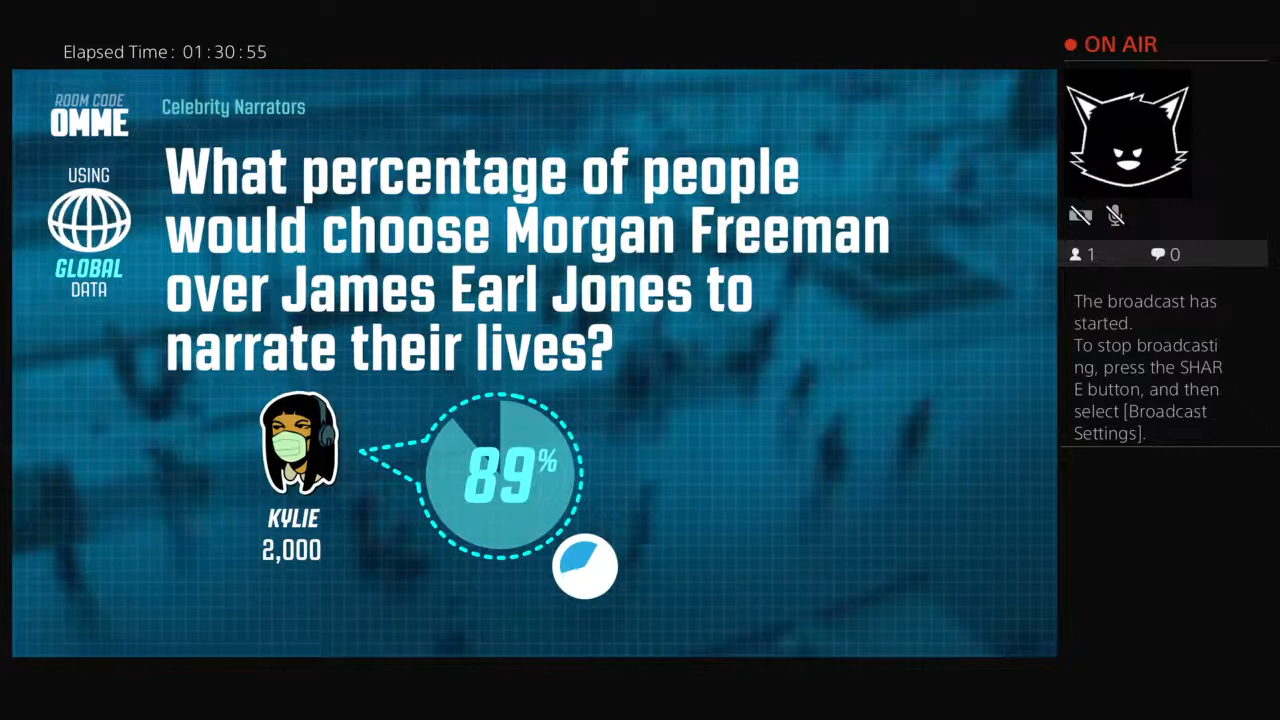 Elapsed Time: 01:30:55
ON AIR
ROOM CODE
OMME
Celebrity Narrators
USING
GLOBAL
DATA
What percentage of people
would choose Morgan Freeman
over James Earl Jones to
narrate their lives?
89%
KYLIE
2,000
1
0
The broadcast has
started.
To stop broadcasti
ng, press the SHAR
E button, and then
select [Broadcast
Settings].